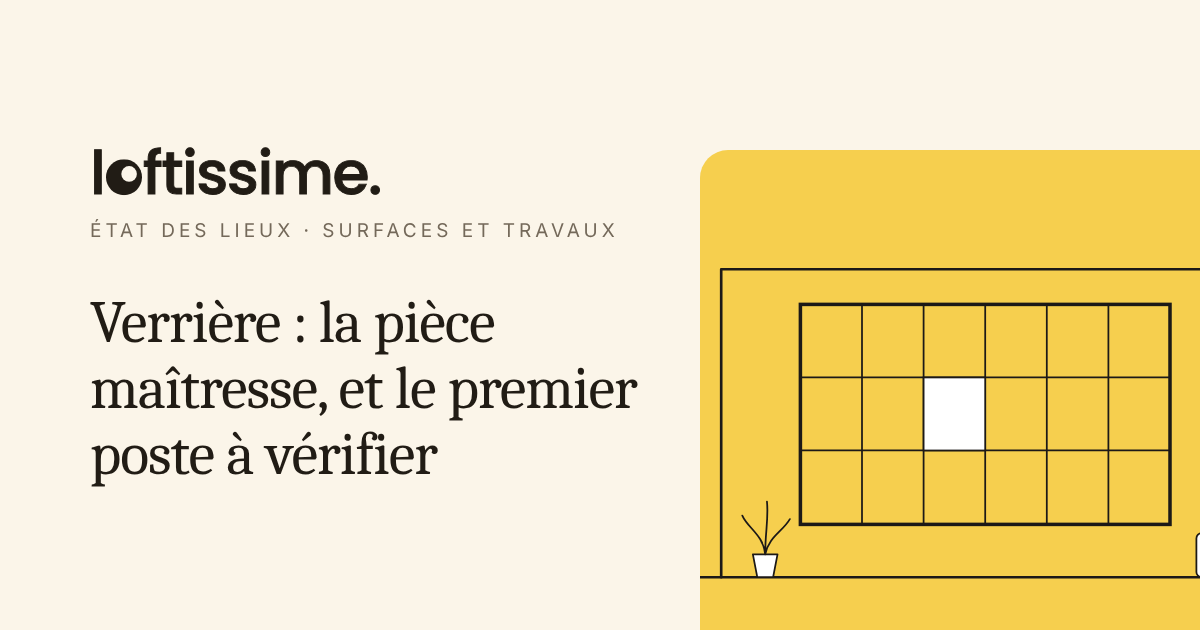 loftissime.
ÉTAT DES LIEUX · SURFACES ET TRAVAUX
Verrière : la pièce
maîtresse, et le premier
poste à vérifier